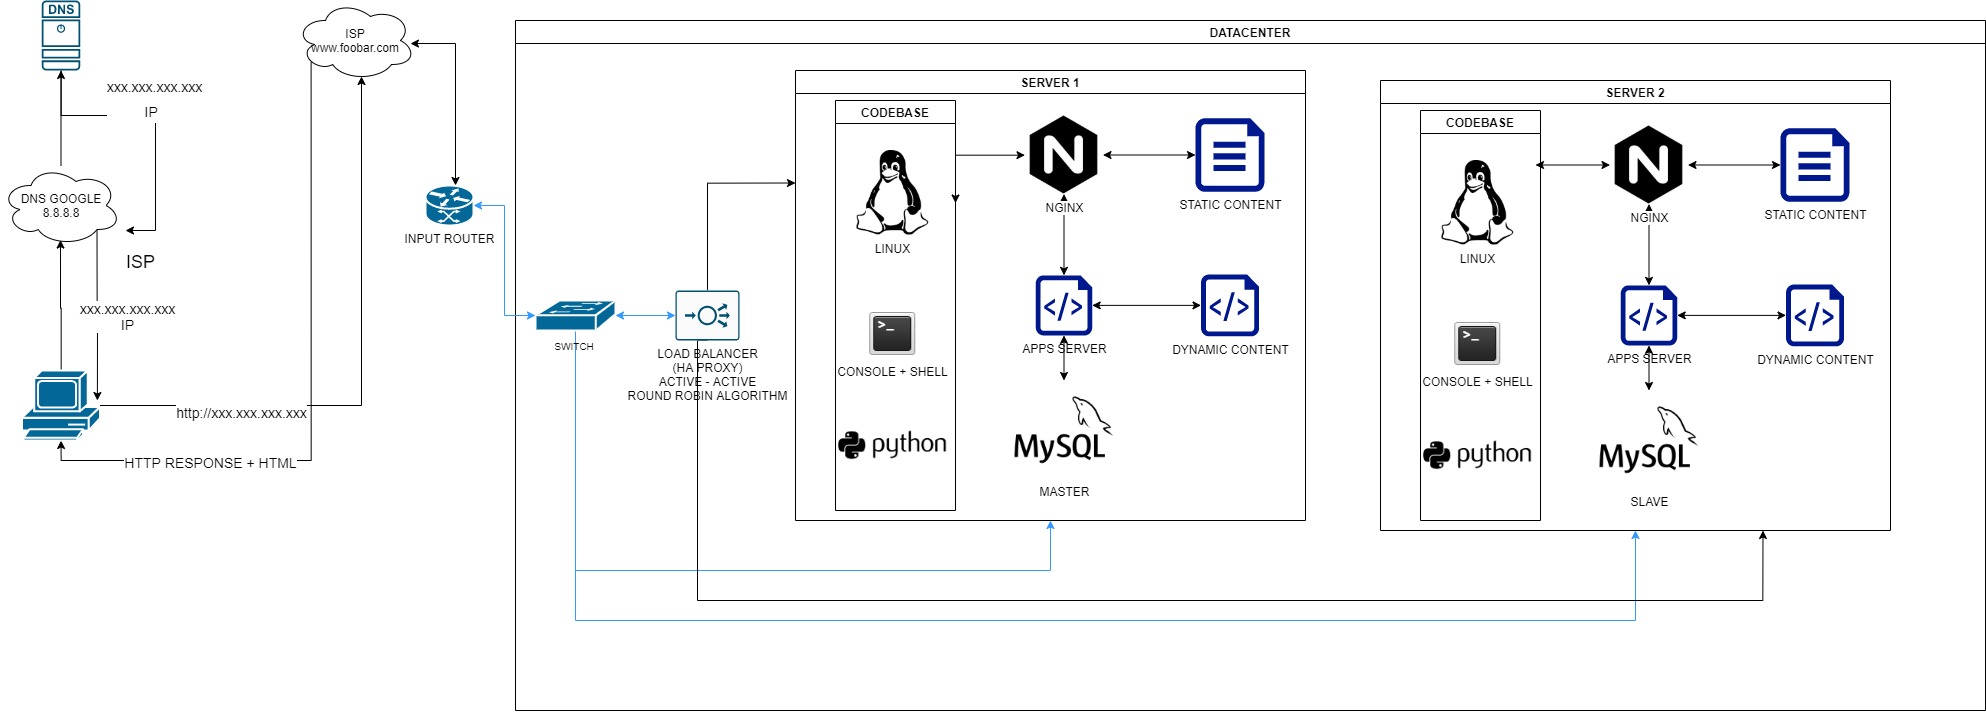 DNS
xxx.xxx.xxx.xxx
IP
DNS GOOGLE
8.8.8.8
ISP
xxx.xxx.xxx.xxx
IP
http://xxx.xxx.xxx.xxx
HTTP RESPONSE + HTML
ISP
www.foobar.com
INPUT ROUTER
DATACENTER
SWITCH
LOAD BALANCER
(HA PROXY)
ACTIVE - ACTIVE
ROUND ROBIN ALGORITHM
SERVER 1
CODEBASE
LINUX
>_
CONSOLE + SHELL
python
N
NGINX
STATIC CONTENT
</>
APPS SERVER
</>
DYNAMIC CONTENT
MySQL
MASTER
SERVER 2
CODEBASE
LINUX
>_
CONSOLE + SHELL
python
N
NGINX
STATIC CONTENT
</>
APPS SERVER
</>
DYNAMIC CONTENT
MySQL
SLAVE